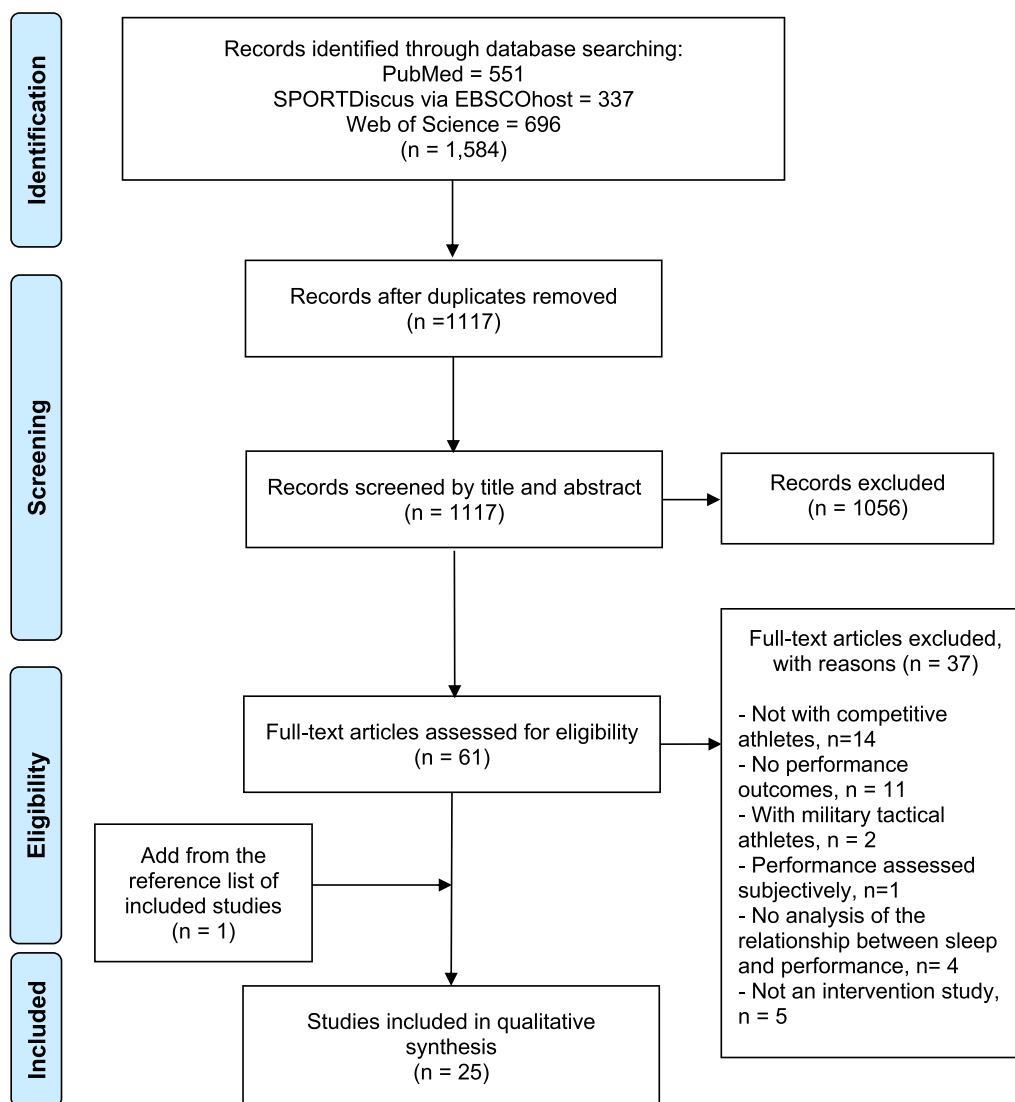 Identification
Records identified through database searching:
PubMed = 551
SPORTDiscus via EBSCOhost = 337
Web of Science = 696
(n = 1,584)
Screening
Records after duplicates removed
(n =1117)
Records screened by title and abstract
(n = 1117)
Records excluded
(n = 1056)
Eligibility
Full-text articles assessed for eligibility
(n = 61)
Full-text articles excluded,
with reasons (n = 37)
- Not with competitive
athletes, n=14
- No performance
outcomes, n = 11
- With military tactical
athletes, n = 2
- Performance assessed
subjectively, n=1
- No analysis of the
relationship between sleep
and performance, n= 4
- Not an intervention study,
n = 5
Add from the
reference list of
included studies
(n = 1)
Included
Studies included in qualitative
synthesis
(n = 25)